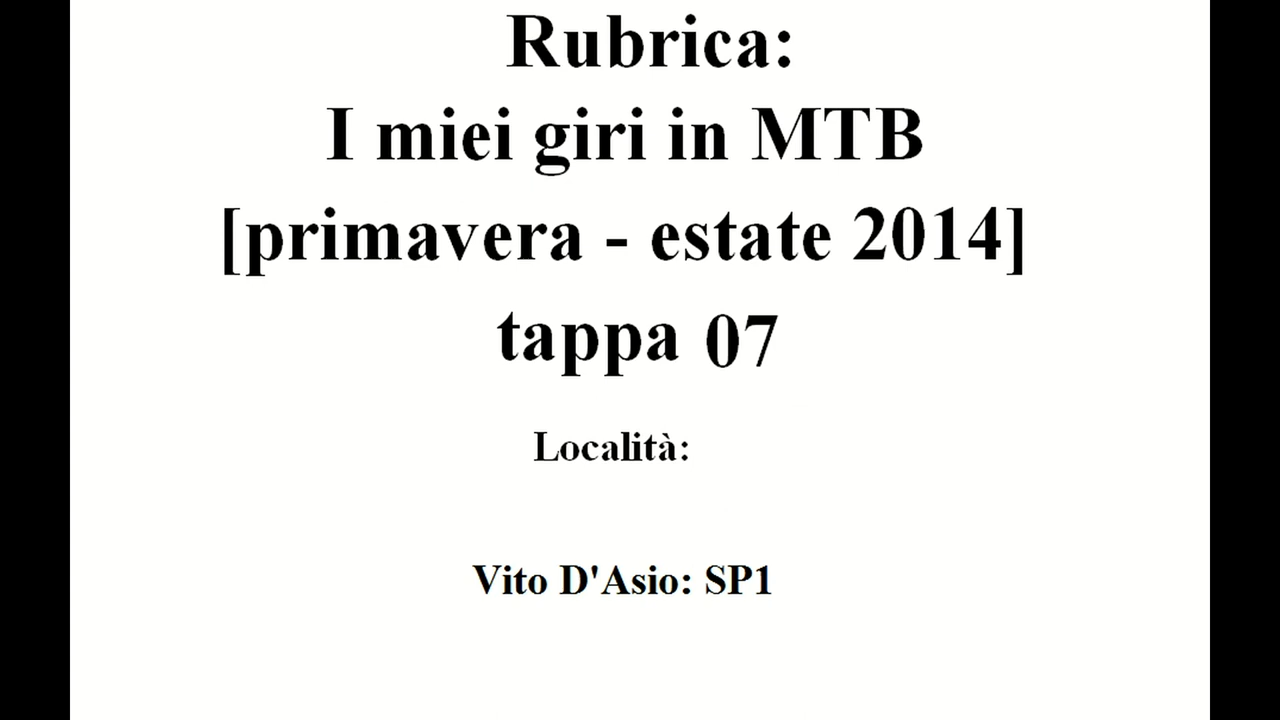 Rubrica:
I miei giri in MTB
[primavera - estate 2014]
tappa 07
Località:
Vito D'Asio: SP1